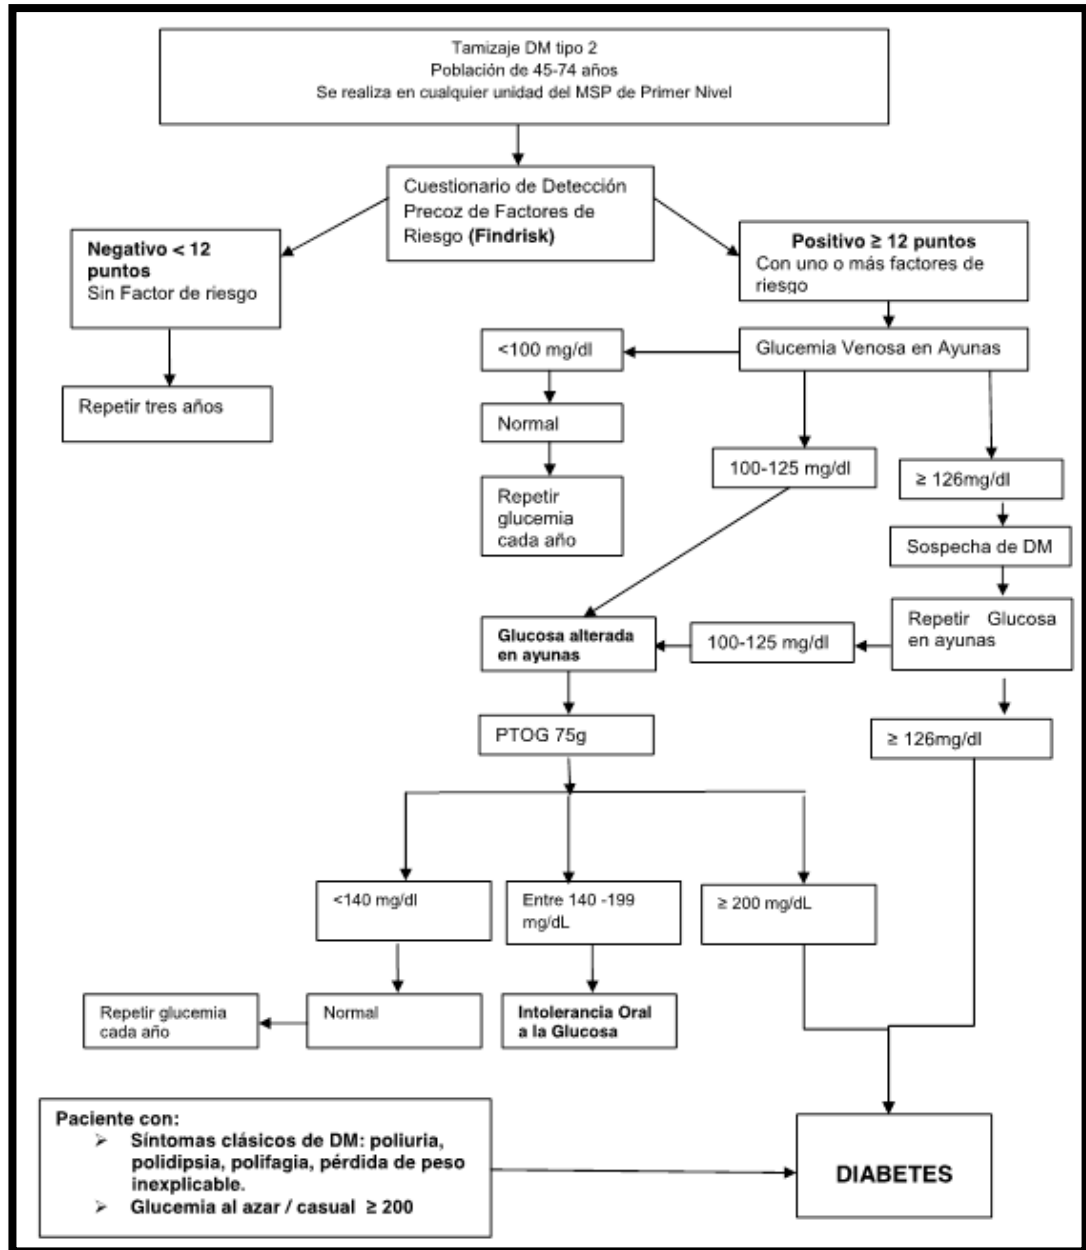 Tamizaje DM tipo 2
Población de 45-74 años
Se realiza en cualquier unidad del MSP de Primer Nivel
Cuestionario de Detección
Precoz de Factores de
Riesgo (Findrisk)
Negativo < 12
puntos
Sin Factor de riesgo
Positivo ≥ 12 puntos
Con uno o más factores de
riesgo
Repetir tres años
<100 mg/dl
Glucemia Venosa en Ayunas
Normal
100-125 mg/dl
≥ 126mg/dl
Repetir
glucemia
cada año
Sospecha de DM
Repetir Glucosa
en ayunas
100-125 mg/dl
Glucosa alterada
en ayunas
PTOG 75g
≥ 126mg/dl
<140 mg/dl
Entre 140 -199
mg/dL
≥ 200 mg/dL
Repetir glucemia
cada año
Normal
Intolerancia Oral
a la Glucosa
Paciente con:
➢ Síntomas clásicos de DM: poliuria,
polidipsia, polifagia, pérdida de peso
inexplicable.
➢ Glucemia al azar / casual ≥ 200
DIABETES